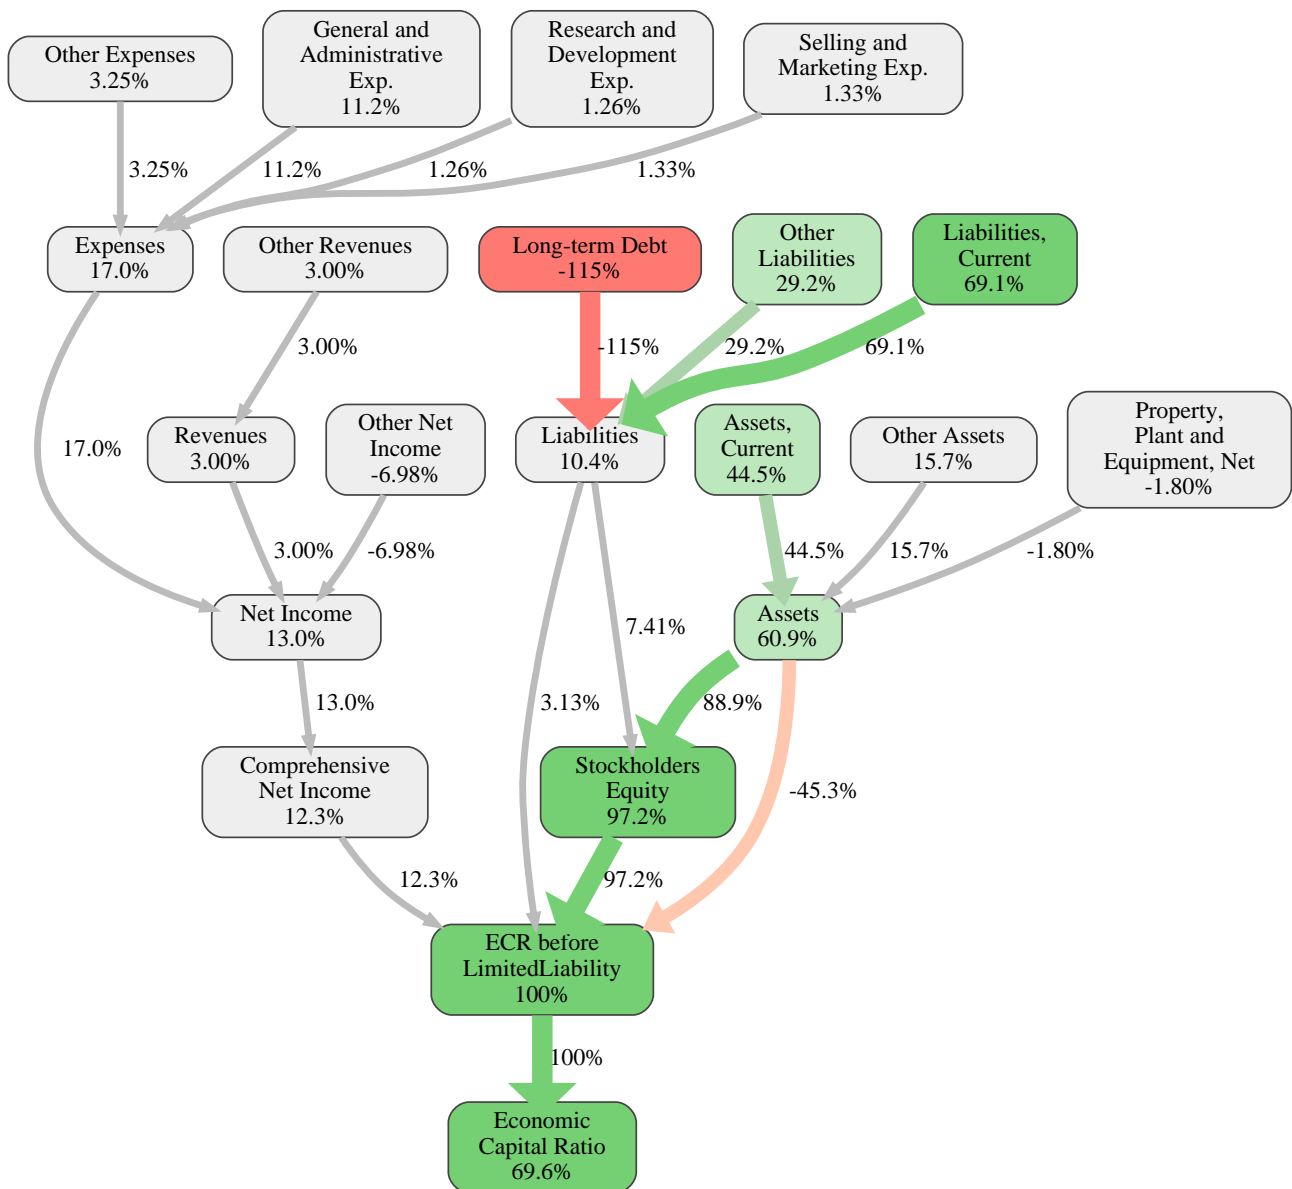 Other Expenses
3.25%
General and
Administrative
Exp.
11.2%
Research and
Development
Exp.
1.26%
Selling and
Marketing Exp.
1.33%
3.25%
11.2%
1.26%
1.33%
Expenses
17.0%
Other Revenues
3.00%
Long-term Debt
-115%
Other
Liabilities
29.2%
Liabilities,
Current
69.1%
3.00%
-115%
29.2%
69.1%
17.0%
Revenues
3.00%
Other Net
Income
-6.98%
Liabilities
10.4%
Assets,
Current
44.5%
Other Assets
15.7%
Property,
Plant and
Equipment, Net
-1.80%
3.00%
-6.98%
44.5%
15.7%
-1.80%
Net Income
13.0%
7.41%
Assets
60.9%
13.0%
3.13%
88.9%
Comprehensive
Net Income
12.3%
Stockholders
Equity
97.2%
-45.3%
12.3%
97.2%
ECR before
LimitedLiability
100%
100%
Economic
Capital Ratio
69.6%